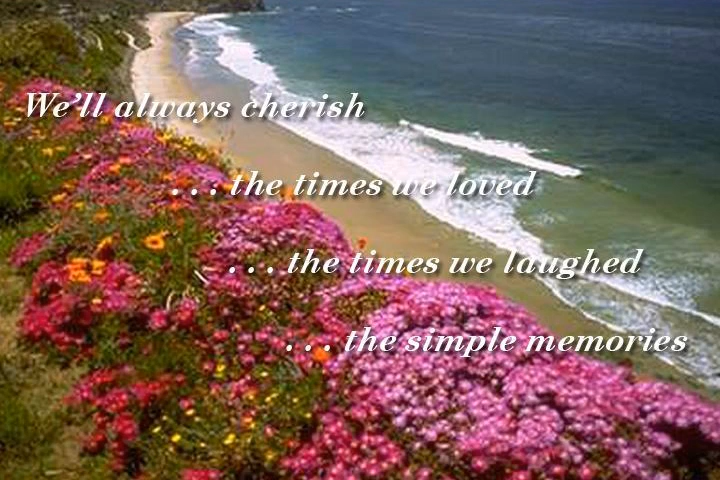 We'll always cherish
. . . the times we loved
. . . the times we laughed
. . . the simple memories